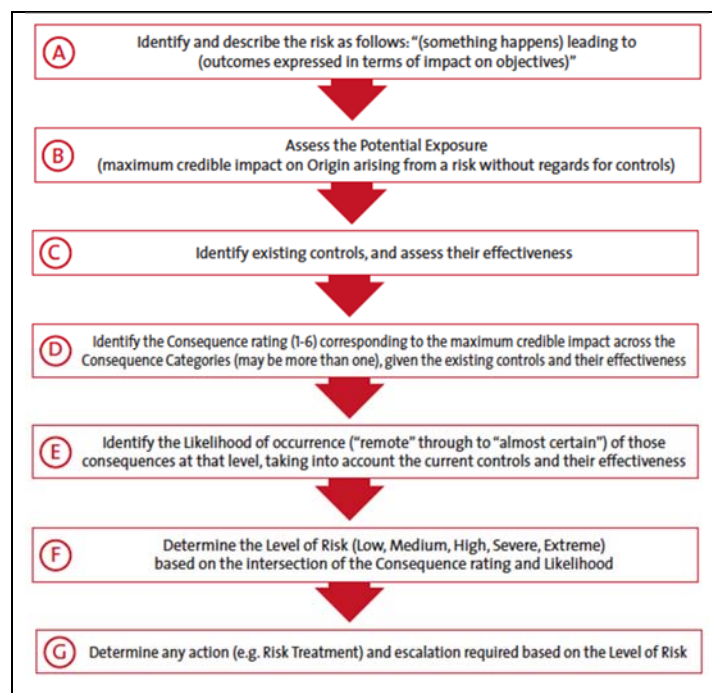 A
Identify and describe the risk as follows: “(something happens) leading to
(outcomes expressed in terms of impact on objectives)”
B
Assess the Potential Exposure
(maximum credible impact on Origin arising from a risk without regards for controls)
C
Identify existing controls, and assess their effectiveness
D
Identify the Consequence rating (1-6) corresponding to the maximum credible impact across the
Consequence Categories (may be more than one), given the existing controls and their effectiveness
E
Identify the Likelihood of occurrence (“remote” through to “almost certain”) of those
consequences at that level, taking into account the current controls and their effectiveness
F
Determine the Level of Risk (Low, Medium, High, Severe, Extreme)
based on the intersection of the Consequence rating and Likelihood
G
Determine any action (e.g. Risk Treatment) and escalation required based on the Level of Risk